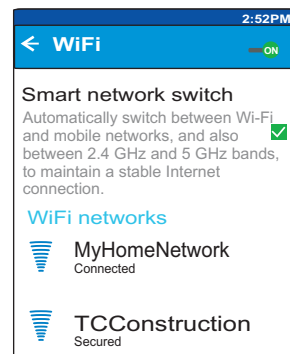 2:52PM
WiFi
ON
Smart network switch
Automatically switch between Wi-Fi
and mobile networks, and also
between 2.4 GHz and 5 GHz bands,
to maintain a stable Internet
connection.
WiFi networks
MyHomeNetwork
Connected
TCConstruction
Secured